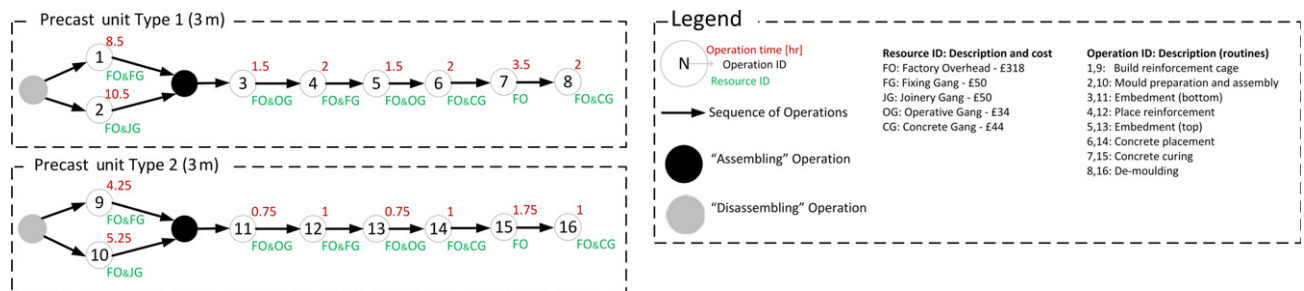 Precast unit Type 1 (3 m)
8.5
1
FO&FG
10.5
2
FO&JG
1.5
3
FO&OG
2
4
FO&FG
1.5
5
FO&OG
2
6
FO&CG
3.5
7
FO
2
8
FO&CG
Precast unit Type 2 (3 m)
4.25
9
FO&FG
5.25
10
FO&JG
0.75
11
FO&OG
1
12
FO&FG
0.75
13
FO&OG
1
14
FO&CG
1.75
15
FO
1
16
FO&CG
Legend
N
Operation time [hr]
Operation ID
Resource ID
Sequence of Operations
"Assembling" Operation
"Disassembling" Operation
Resource ID: Description and cost
FO: Factory Overhead - £318
FG: Fixing Gang - £50
JG: Joinery Gang - £50
OG: Operative Gang - £34
CG: Concrete Gang - £44
Operation ID: Description (routines)
1,9: Build reinforcement cage
2,10: Mould preparation and assembly
3,11: Embedment (bottom)
4,12: Place reinforcement
5,13: Embedment (top)
6,14: Concrete placement
7,15: Concrete curing
8,16: De-moulding